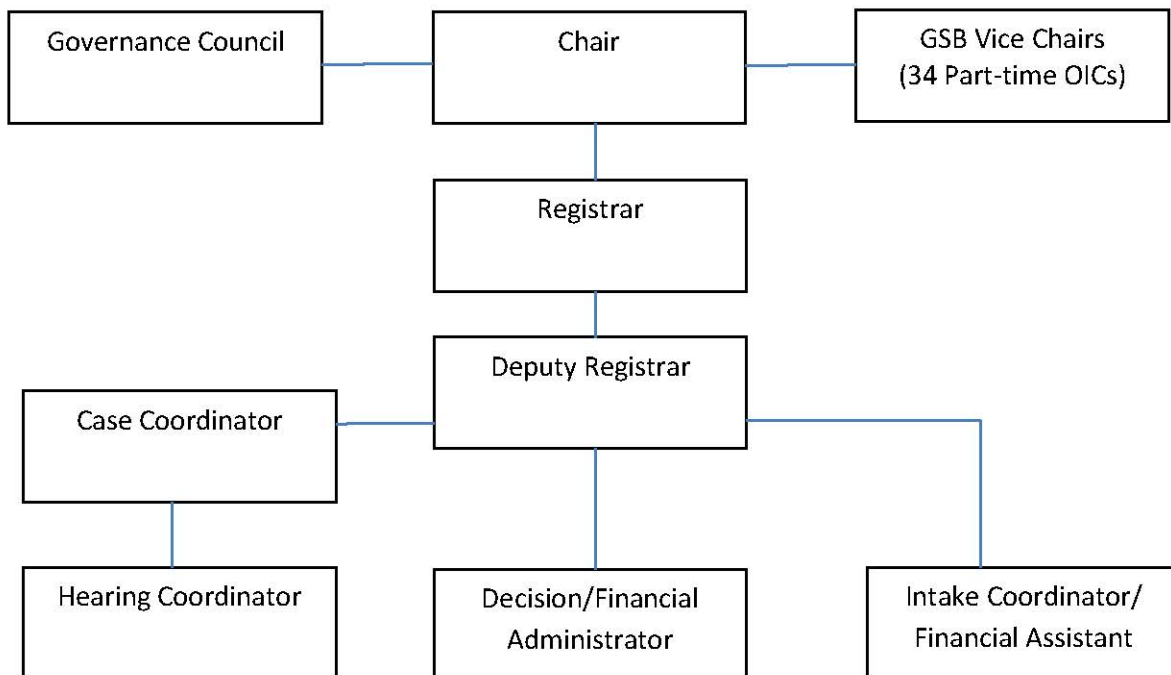 Governance Council
Chair
GSB Vice Chairs
(34 Part-time OICs)
Registrar
Deputy Registrar
Case Coordinator
Hearing Coordinator
Decision/Financial
Administrator
Intake Coordinator/
Financial Assistant